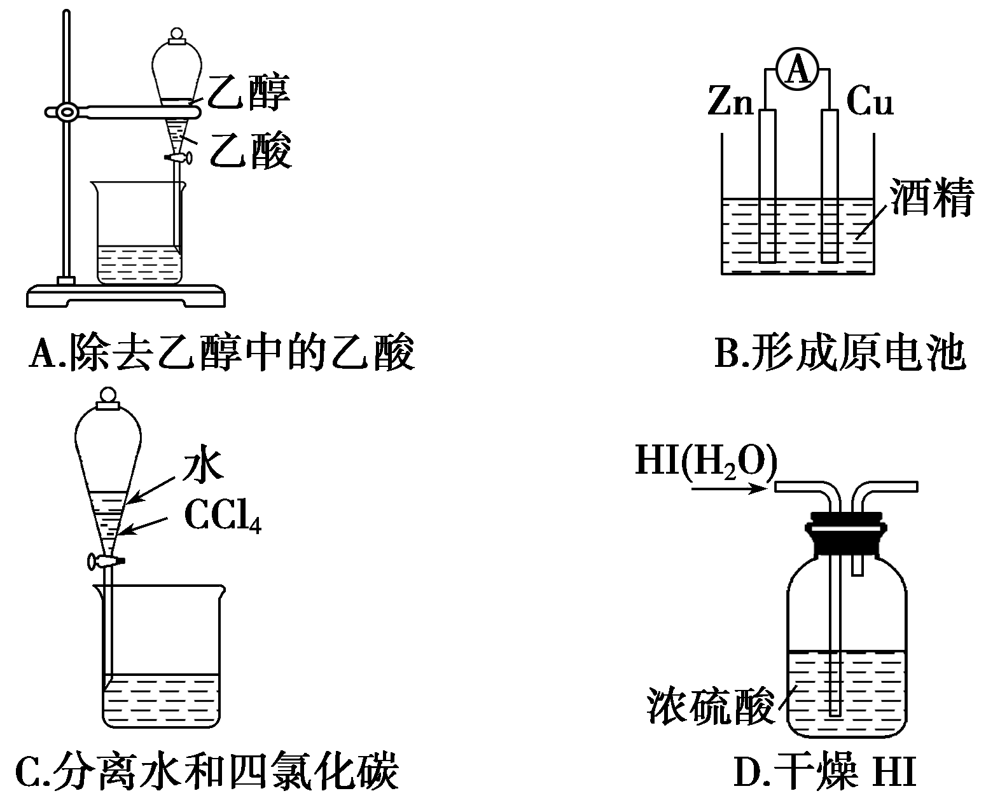 乙醇
乙酸
A.除去乙醇中的乙酸
A
Zn
Cu
酒精
B.形成原电池
水
CCl₄
C.分离水和四氯化碳
HI(H₂O)
浓硫酸
D.干燥 HI